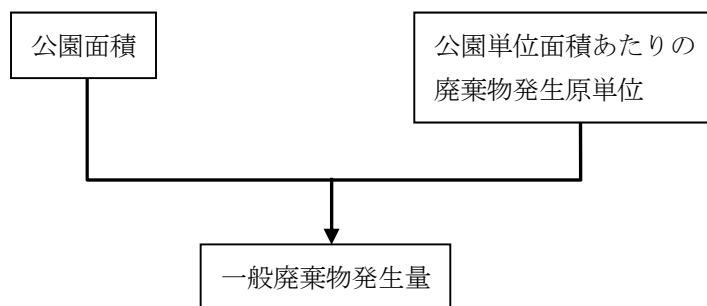 公園面積
公園単位面積あたりの
廃棄物発生原単位
一般廃棄物発生量